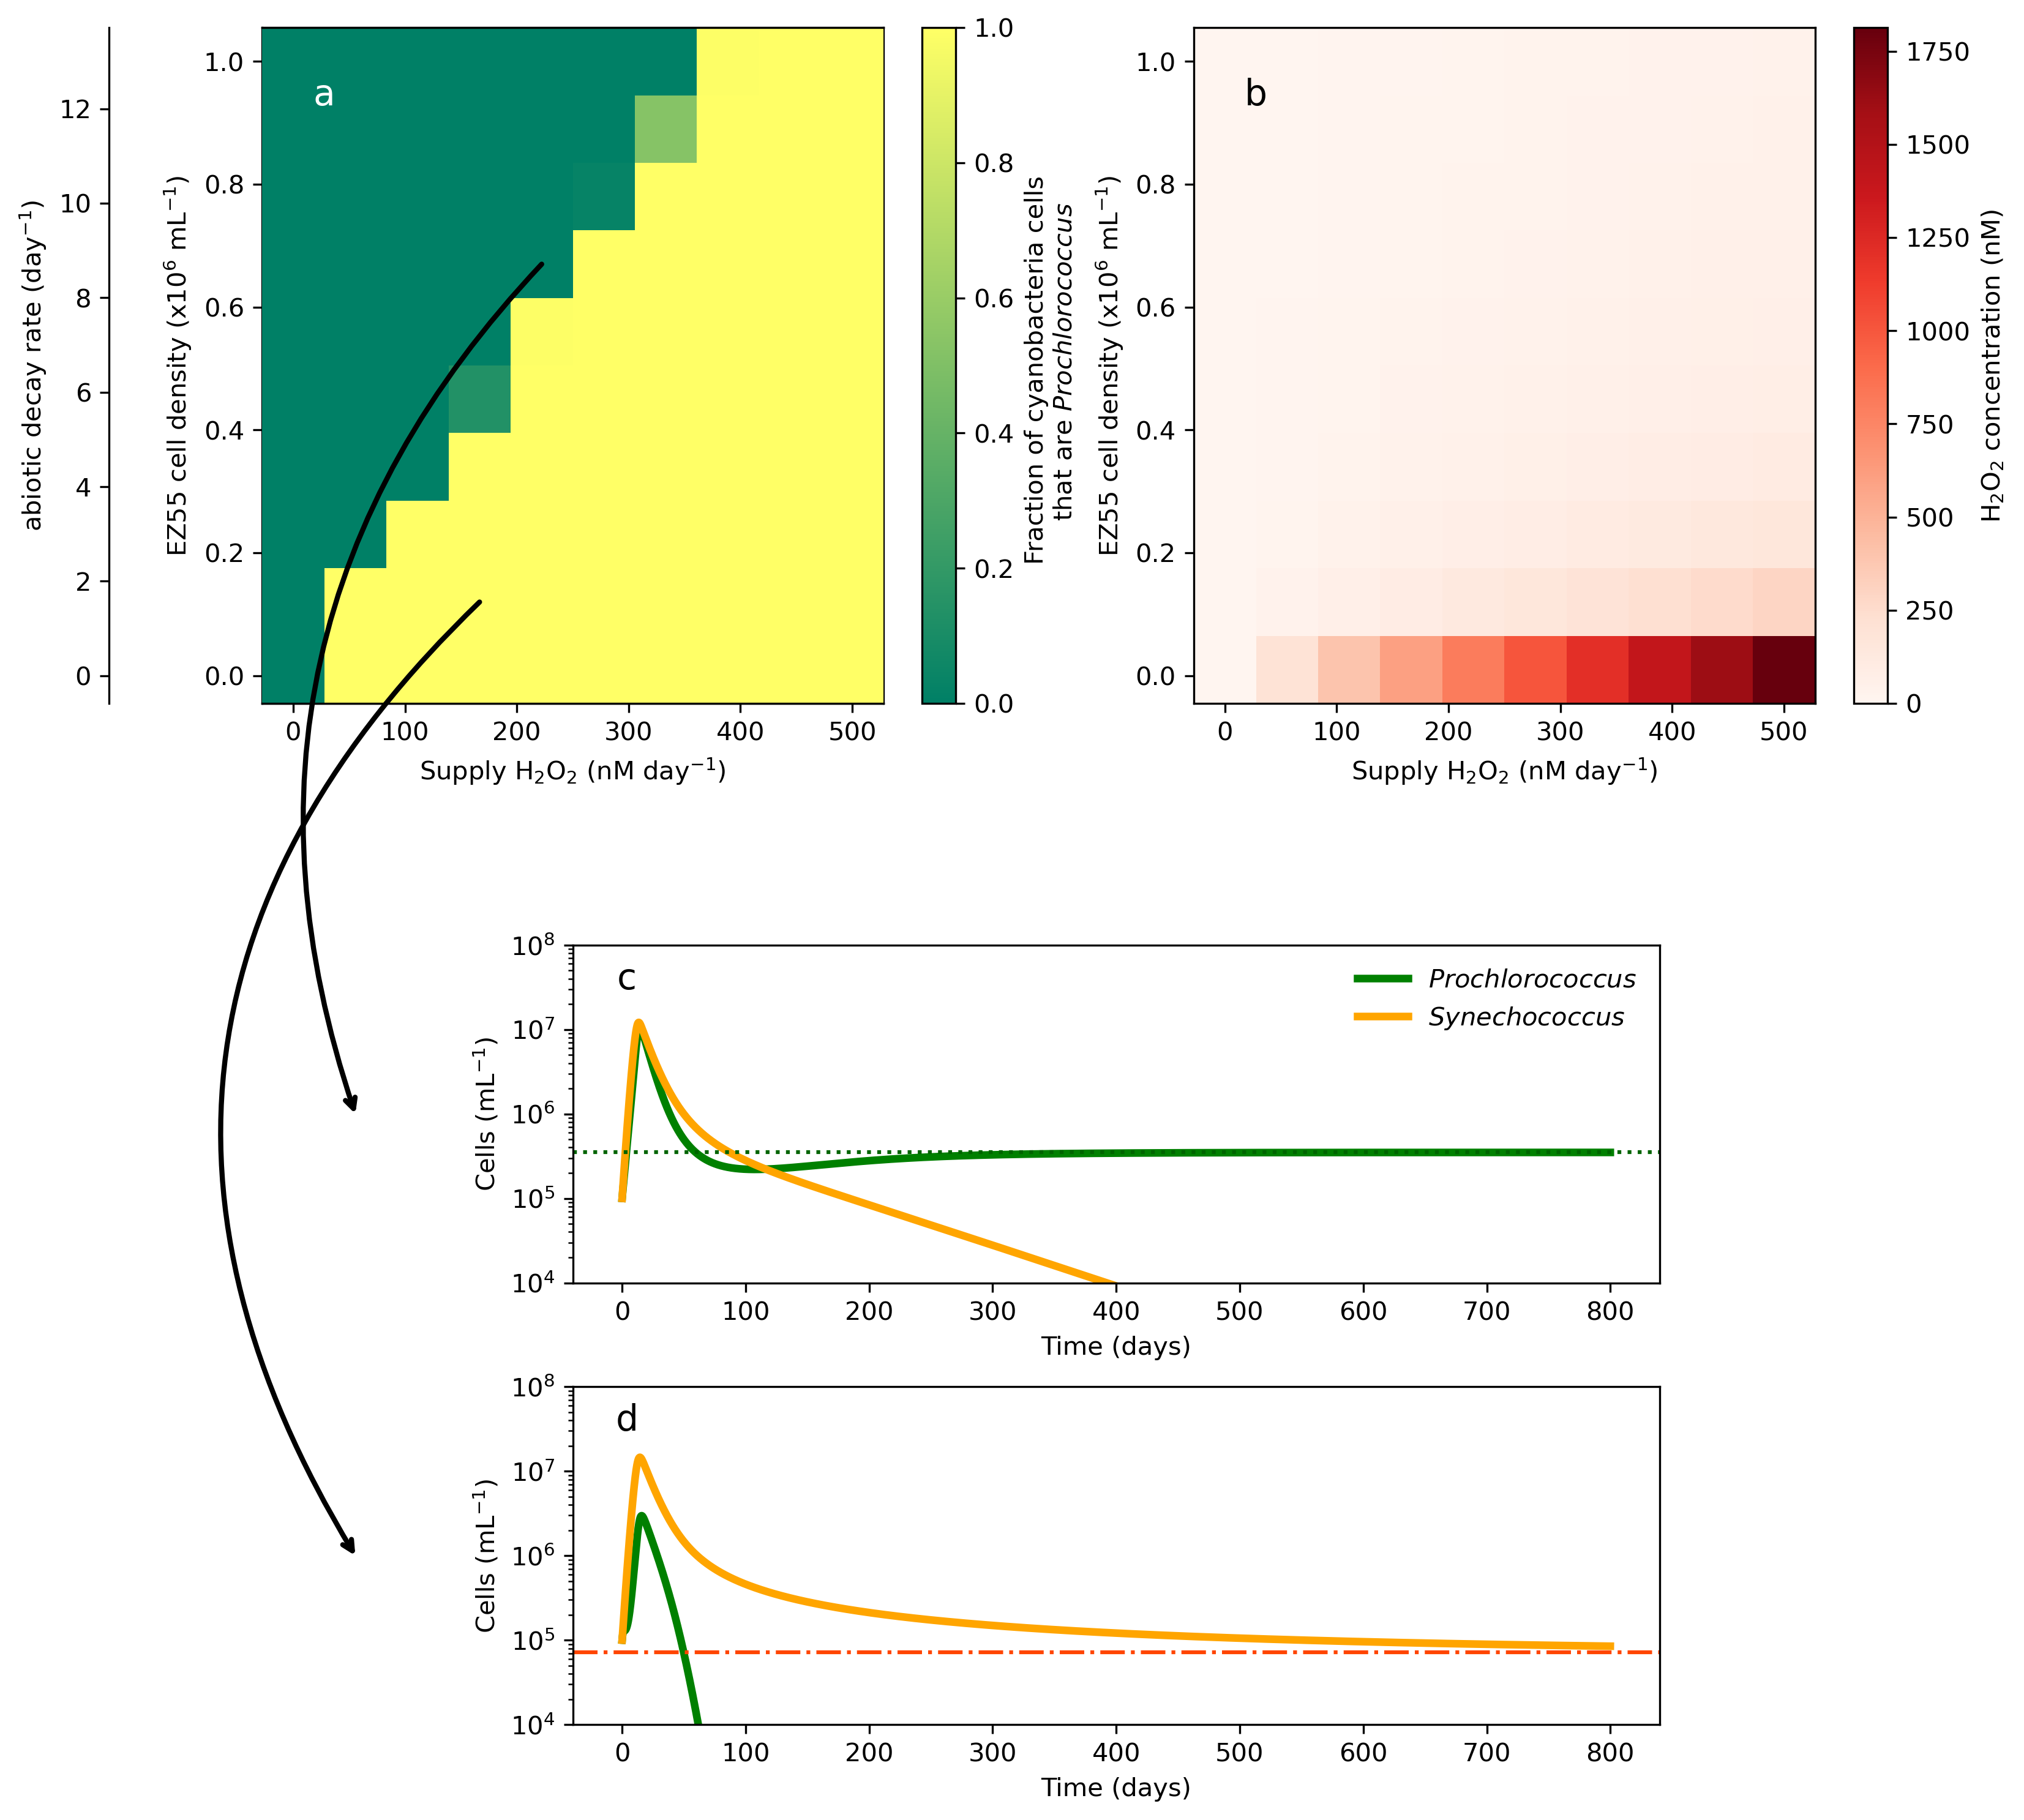 a
abiotic decay rate (day⁻¹)
0
2
4
6
8
10
12
EZ55 cell density (x10⁶ mL⁻¹)
0.0
0.2
0.4
0.6
0.8
1.0
0 100 200 300 400 500
Supply H₂O₂ (nM day⁻¹)
0.0
0.2
0.4
0.6
0.8
1.0
Fraction of cyanobacteria cells
that are Prochlorococcus
b
EZ55 cell density (x10⁶ mL⁻¹)
0.0
0.2
0.4
0.6
0.8
1.0
0 100 200 300 400 500
Supply H₂O₂ (nM day⁻¹)
0
250
500
750
1000
1250
1500
1750
H₂O₂ concentration (nM)
c
Prochlorococcus
Synechococcus
Cells (mL⁻¹)
10⁸
10⁷
10⁶
10⁵
10⁴
0 100 200 300 400 500 600 700 800
Time (days)
d
Cells (mL⁻¹)
10⁸
10⁷
10⁶
10⁵
10⁴
0 100 200 300 400 500 600 700 800
Time (days)